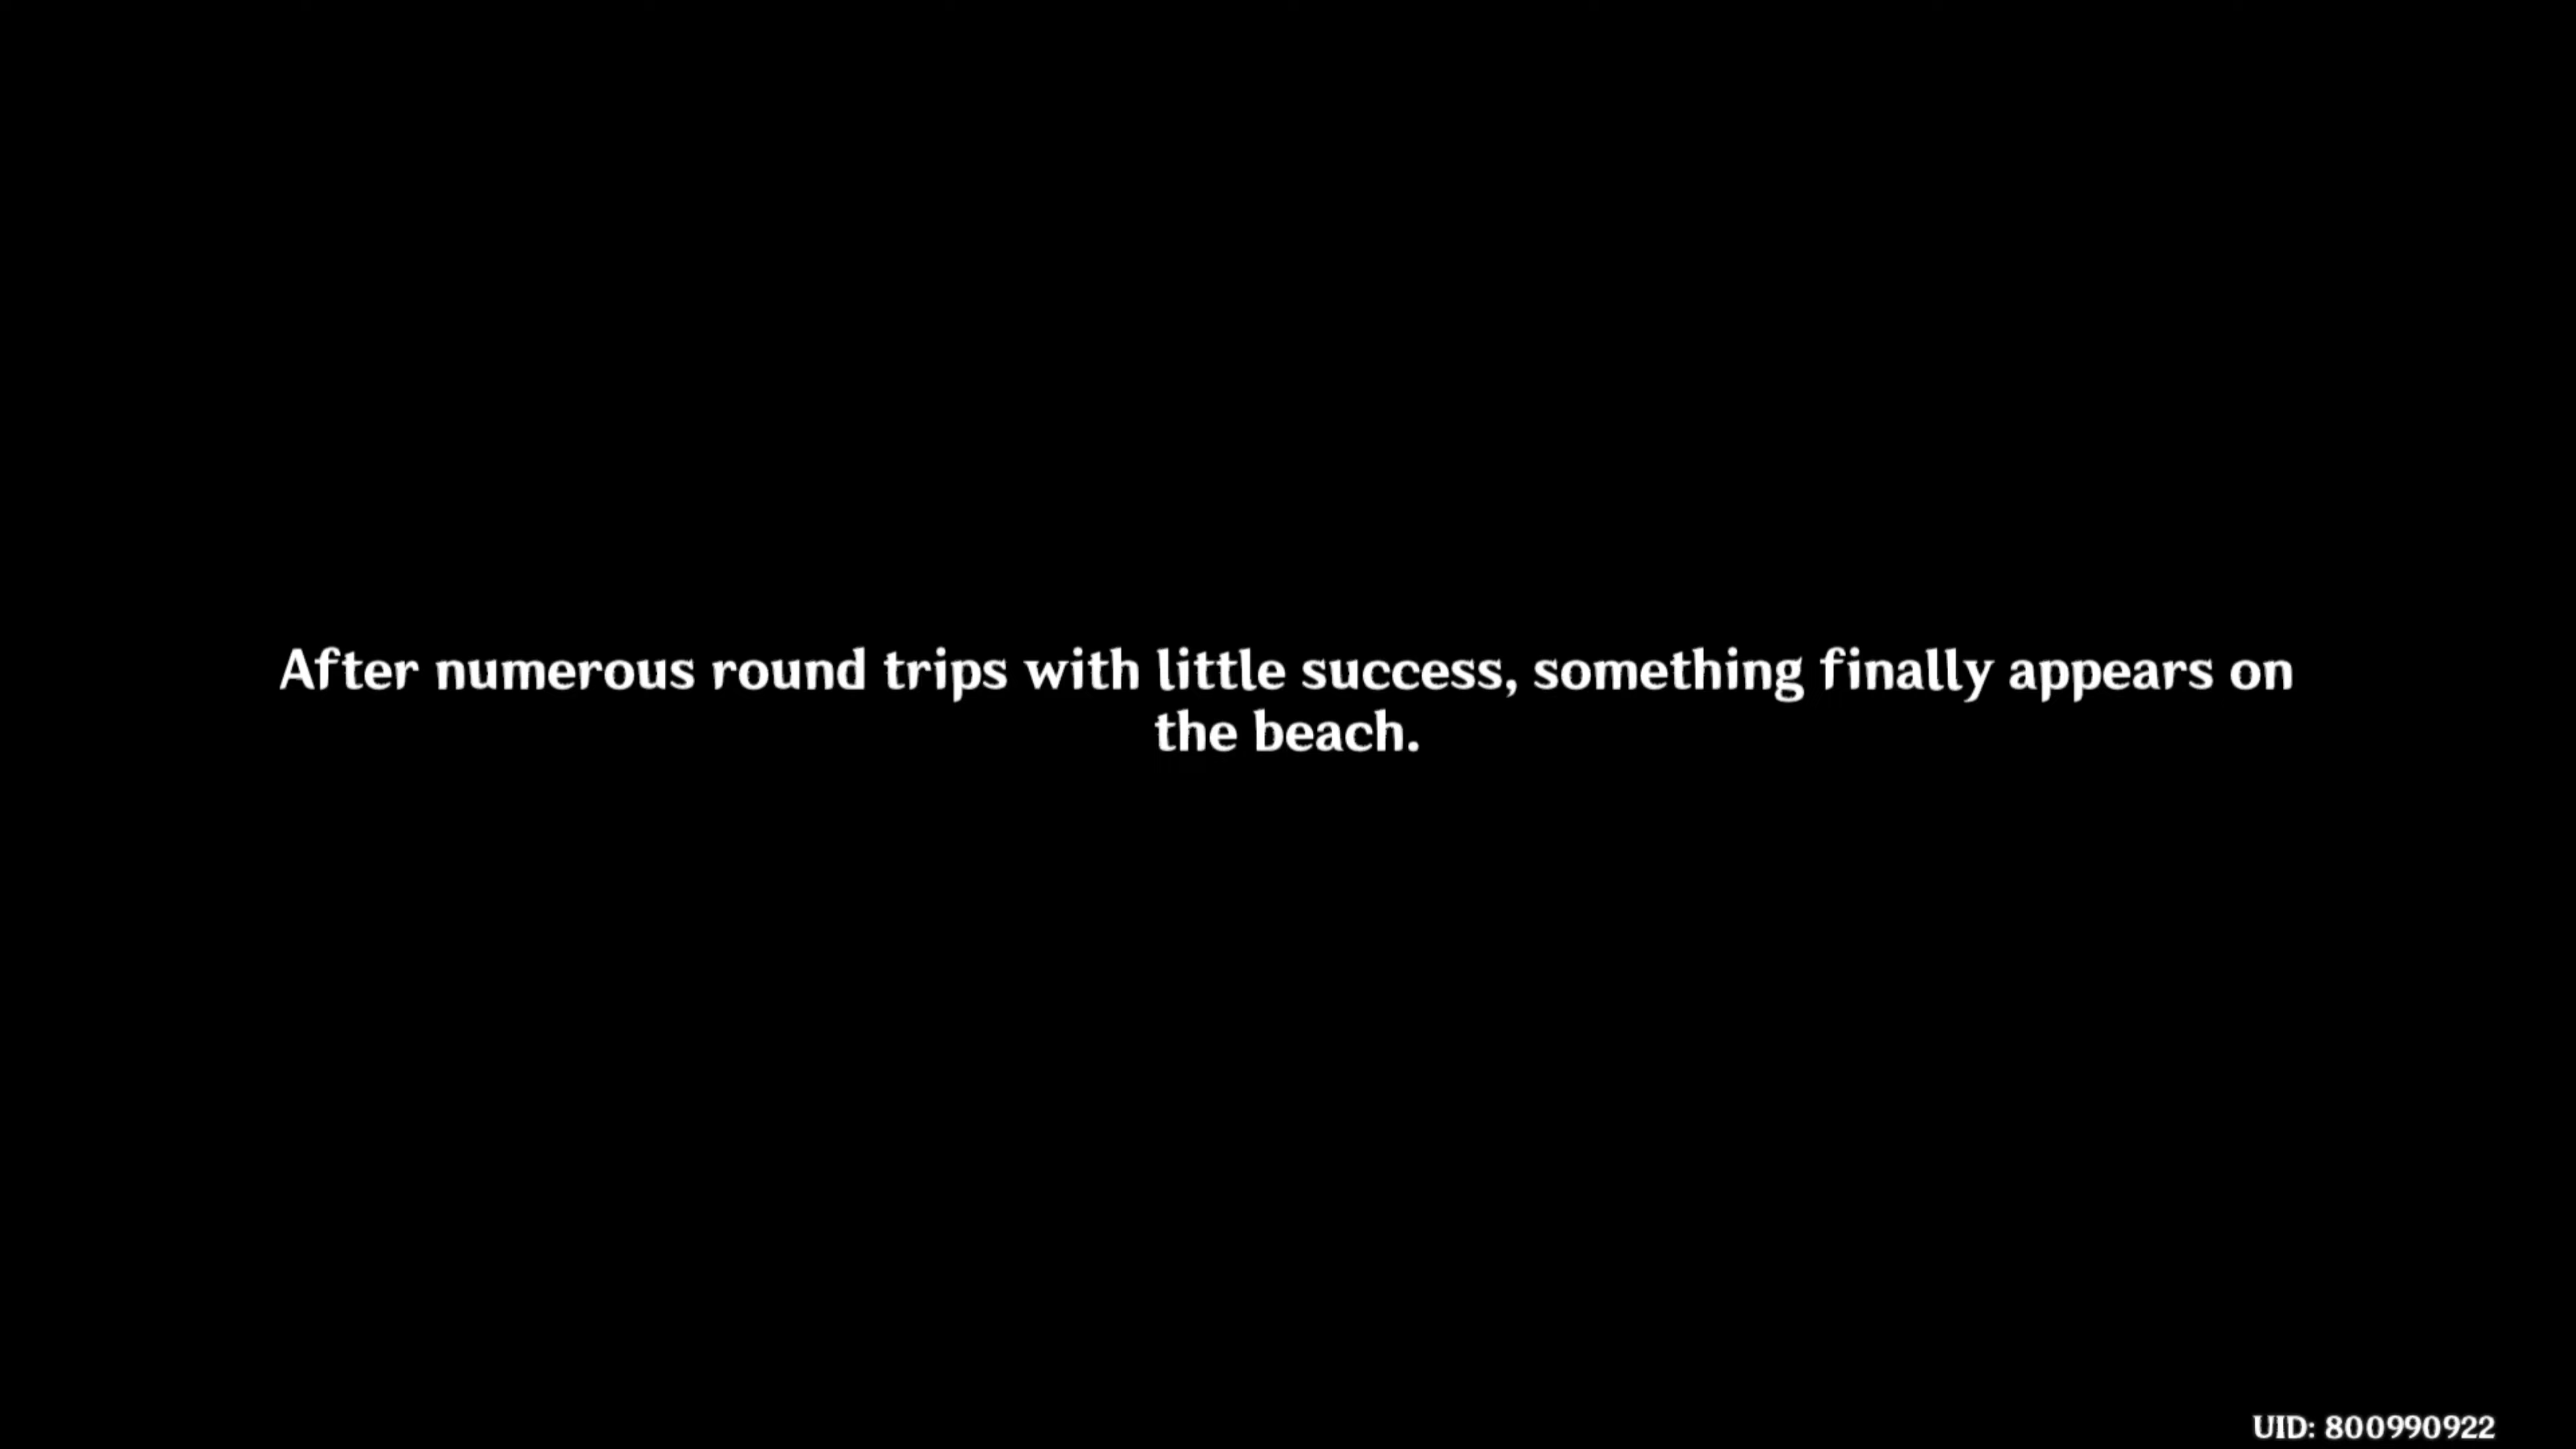 After numerous round trips with little success, something finally appears on
the beach.
UID: 800990922